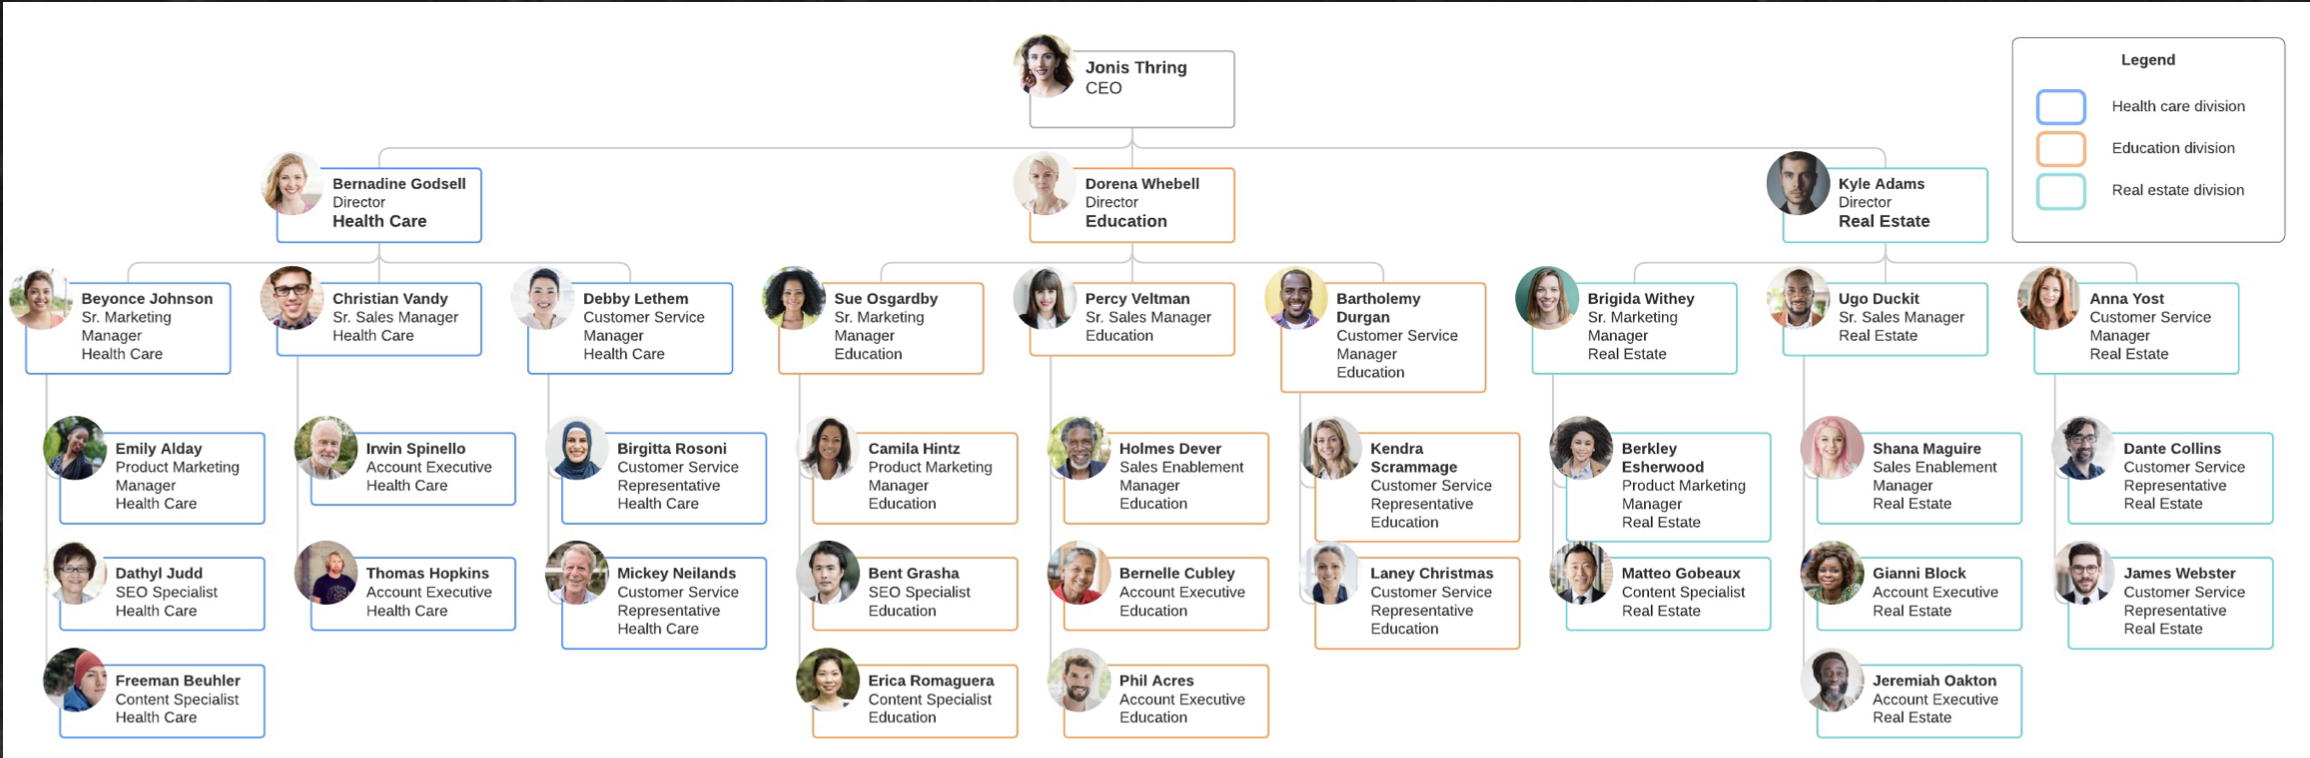 Jonis Thring
CEO
Legend
Health care division
Education division
Real estate division
Bernadine Godsell
Director
Health Care
Dorena Whebell
Director
Education
Kyle Adams
Director
Real Estate
Beyonce Johnson
Sr. Marketing
Manager
Health Care
Christian Vandy
Sr. Sales Manager
Health Care
Debby Lethem
Customer Service
Manager
Health Care
Sue Osgardby
Sr. Marketing
Manager
Education
Percy Veltman
Sr. Sales Manager
Education
Bartholemy
Durgan
Customer Service
Manager
Education
Brigida Withey
Sr. Marketing
Manager
Real Estate
Ugo Duckit
Sr. Sales Manager
Real Estate
Anna Yost
Customer Service
Manager
Real Estate
Emily Alday
Product Marketing
Manager
Health Care
Irwin Spinello
Account Executive
Health Care
Birgitta Rosoni
Customer Service
Representative
Health Care
Camila Hintz
Product Marketing
Manager
Education
Holmes Dever
Sales Enablement
Manager
Education
Kendra
Scrammage
Customer Service
Representative
Education
Berkley
Esherwood
Product Marketing
Manager
Real Estate
Shana Maguire
Sales Enablement
Manager
Real Estate
Dante Collins
Customer Service
Representative
Real Estate
Dathyl Judd
SEO Specialist
Health Care
Thomas Hopkins
Account Executive
Health Care
Mickey Neilands
Customer Service
Representative
Health Care
Bent Grasha
SEO Specialist
Education
Bernelle Cubley
Account Executive
Education
Laney Christmas
Customer Service
Representative
Education
Matteo Gobeaux
Content Specialist
Real Estate
Gianni Block
Account Executive
Real Estate
James Webster
Customer Service
Representative
Real Estate
Freeman Beuhler
Content Specialist
Health Care
Erica Romaguera
Content Specialist
Education
Phil Acres
Account Executive
Education
Jeremiah Oakton
Account Executive
Real Estate